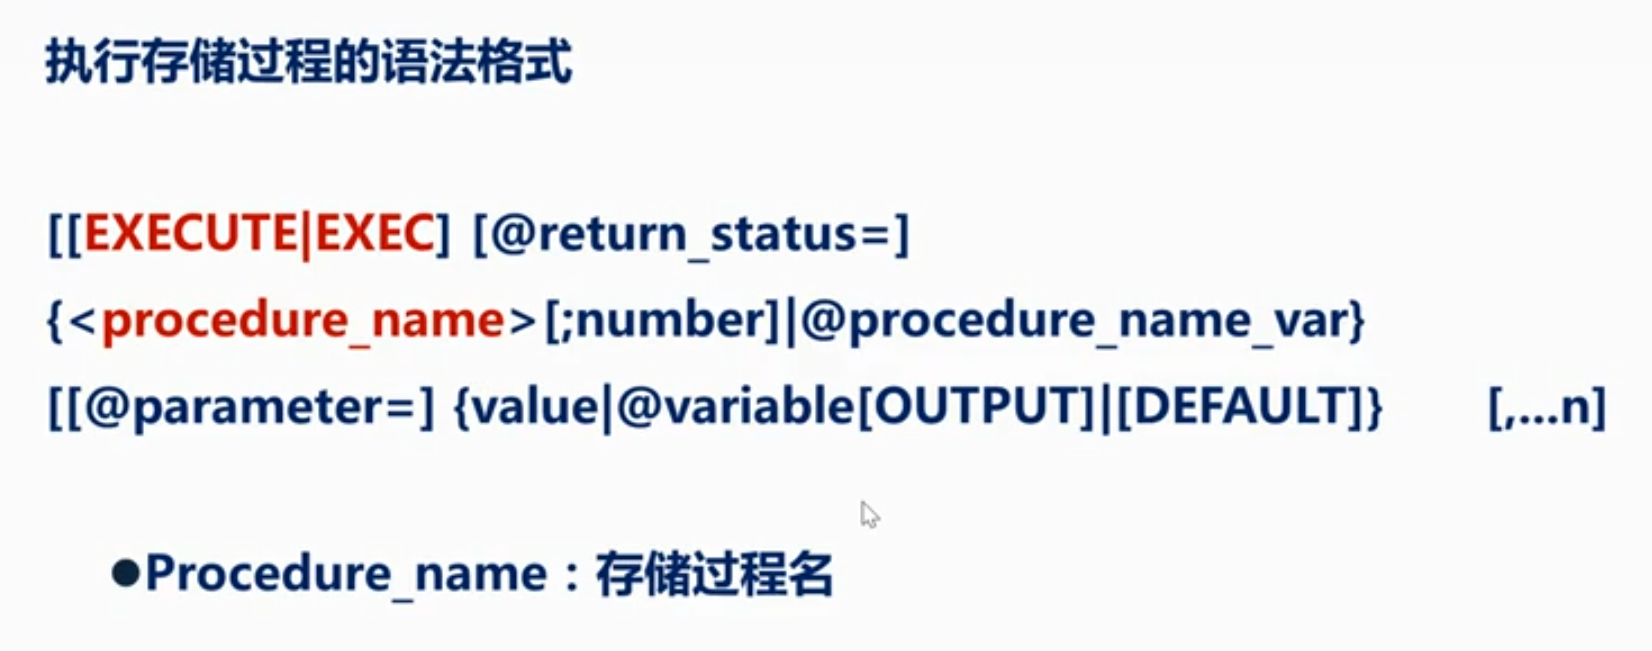 执行存储过程的语法格式
[[EXECUTE|EXEC] [@return_status=]
{<procedure_name>[;number]|@procedure_name_var}
[[@parameter=] {value|@variable[OUTPUT]|[DEFAULT]} [,...n]
●Procedure_name：存储过程名